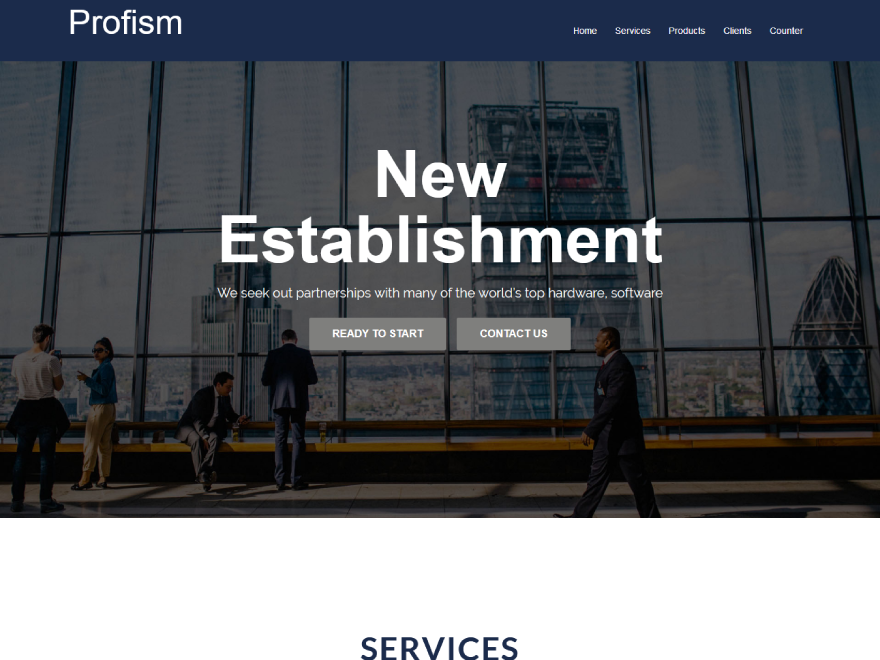 Profism
Home Services Products Clients Counter
New
Establishment
We seek out partnerships with many of the world's top hardware, software
READY TO START CONTACT US
SERVICES